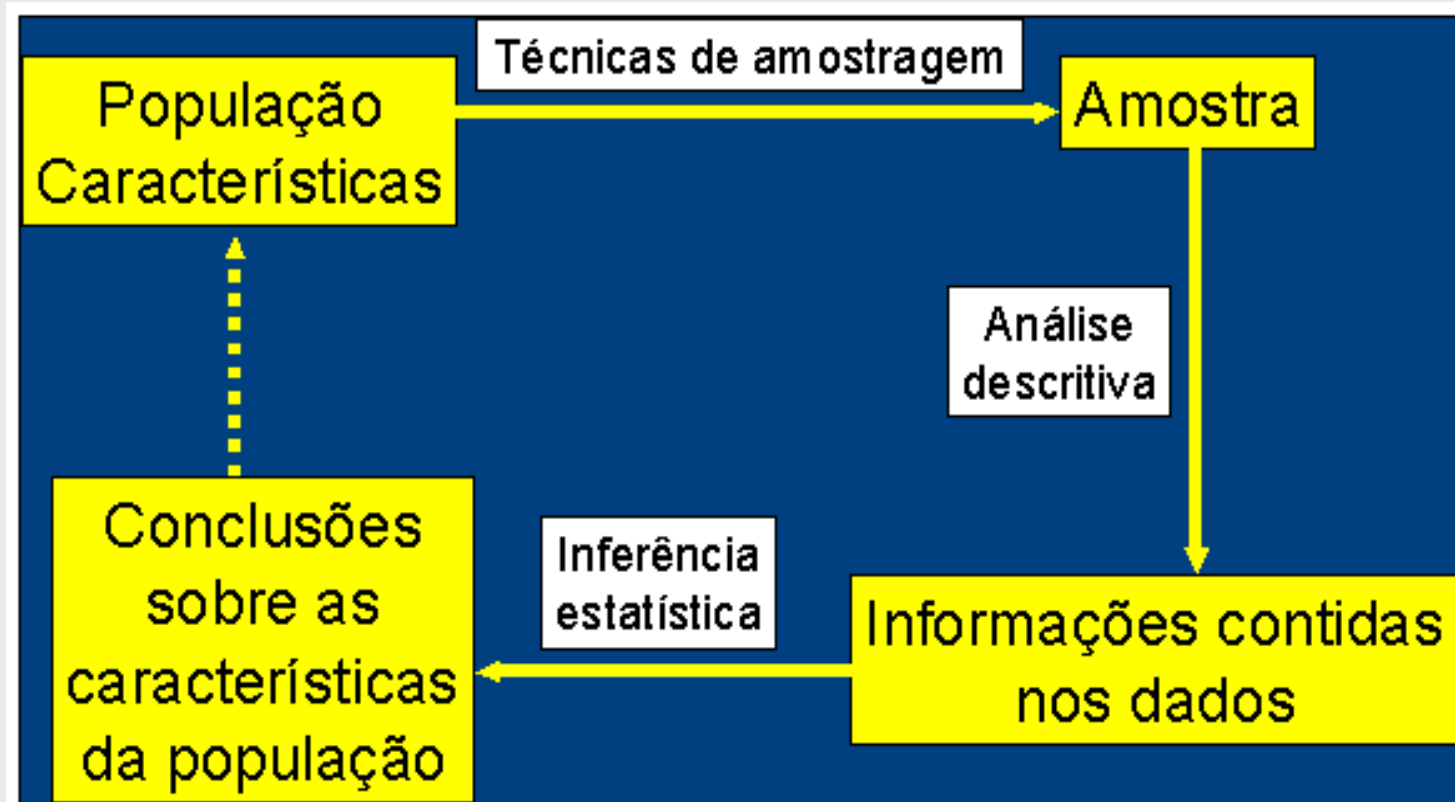 Técnicas de amostragem
População
Características
Amostra
Análise
descritiva
Informações contidas
nos dados
Inferência
estatística
Conclusões
sobre as
características
da população